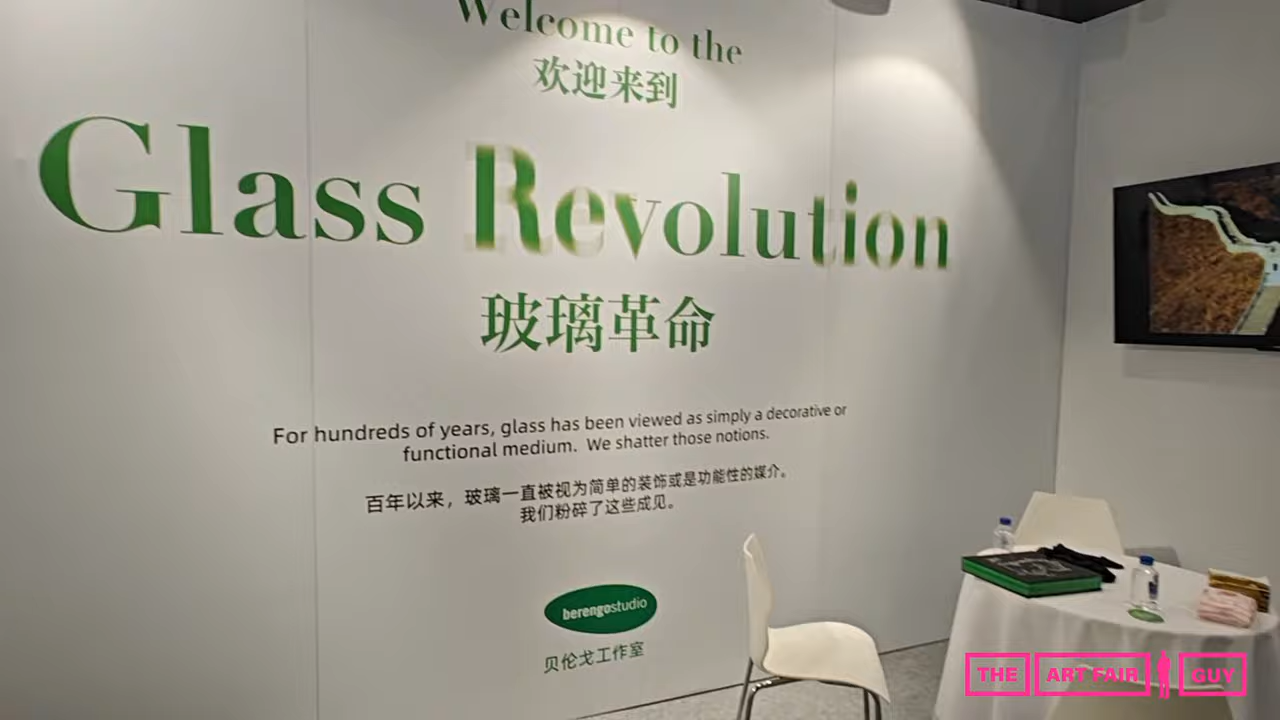 Welcome to the
欢迎来到
Glass Revolution
玻璃革命
For hundreds of years, glass has been viewed as simply a decorative or
functional medium. We shatter those notions.
百年以来，玻璃一直被视为简单的装饰或是功能性的媒介。
我们粉碎了这些成见。
berengostudio
贝伦戈工作室
THE ART FAIR GUY